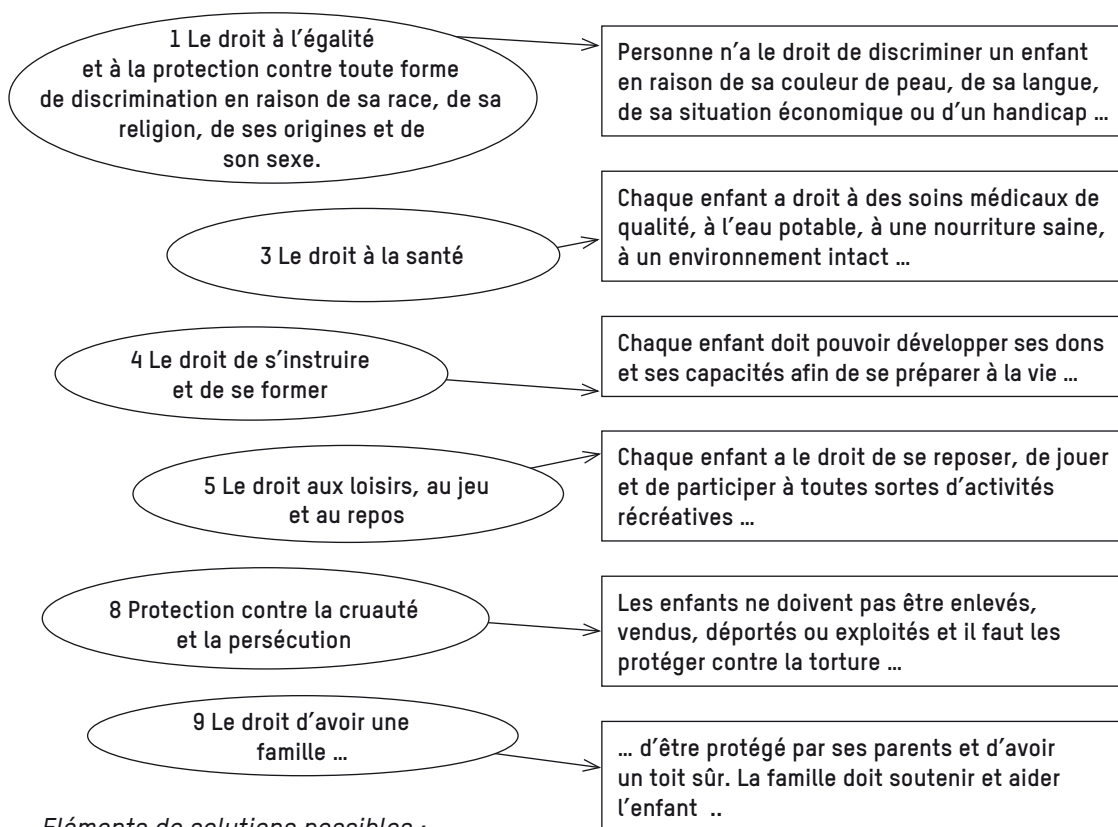 1 Le droit à l'égalité
et à la protection contre toute forme
de discrimination en raison de sa race, de sa
religion, de ses origines et de
son sexe.
Personne n'a le droit de discriminer un enfant
en raison de sa couleur de peau, de sa langue,
de sa situation économique ou d'un handicap …
3 Le droit à la santé
Chaque enfant a droit à des soins médicaux de
qualité, à l'eau potable, à une nourriture saine,
à un environnement intact …
4 Le droit de s'instruire
et de se former
Chaque enfant doit pouvoir développer ses dons
et ses capacités afin de se préparer à la vie …
5 Le droit aux loisirs, au jeu
et au repos
Chaque enfant a le droit de se reposer, de jouer
et de participer à toutes sortes d'activités
récréatives …
8 Protection contre la cruauté
et la persécution
Les enfants ne doivent pas être enlevés,
vendus, déportés ou exploités et il faut les
protéger contre la torture …
9 Le droit d'avoir une
famille …
… d'être protégé par ses parents et d'avoir
un toit sûr. La famille doit soutenir et aider
l'enfant ..
Eléments de solutions possibles :